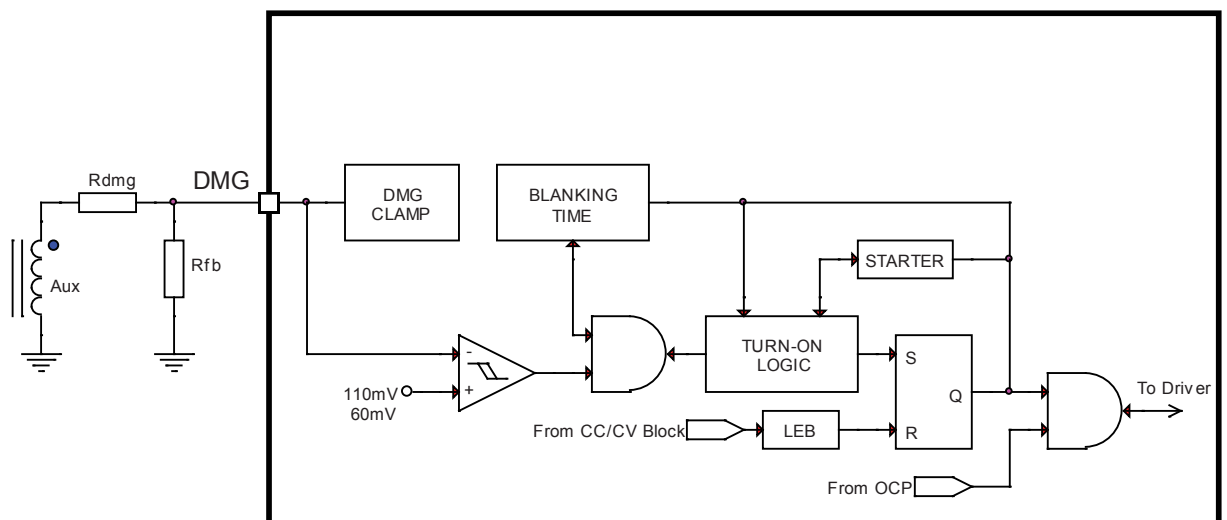 DMG
Rdmg
DMG
CLAMP
BLANKING
TIME
Rfb
Aux
STARTER
TURN-ON
LOGIC
S
-
+
110mV
60mV
Q
To Driver
From CC/CV Block
LEB
R
From OCP